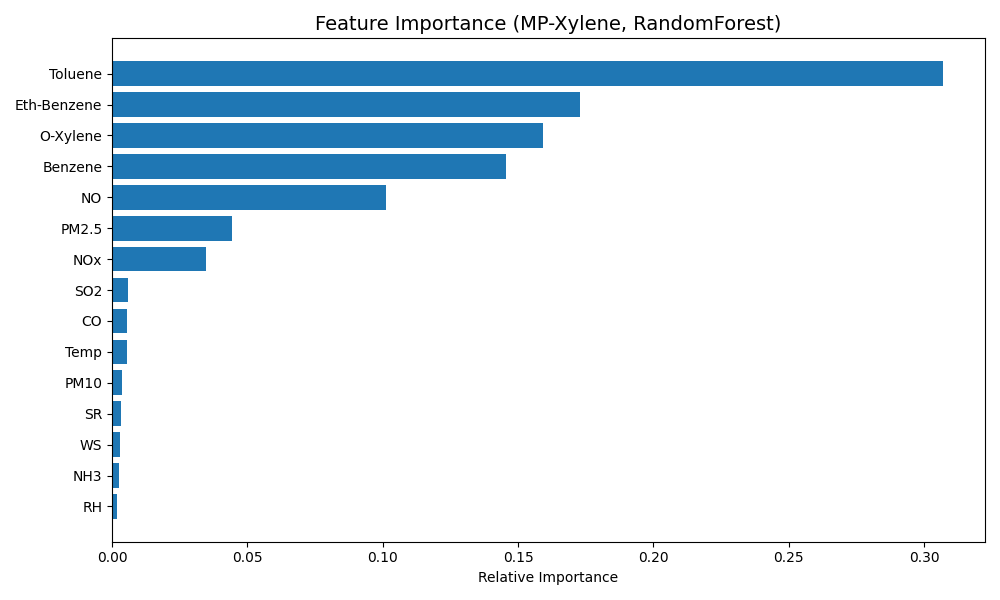 Feature Importance (MP-Xylene, RandomForest)
Toluene
Eth-Benzene
O-Xylene
Benzene
NO
PM2.5
NOx
SO2
CO
Temp
PM10
SR
WS
NH3
RH
0.00 0.05 0.10 0.15 0.20 0.25 0.30
Relative Importance